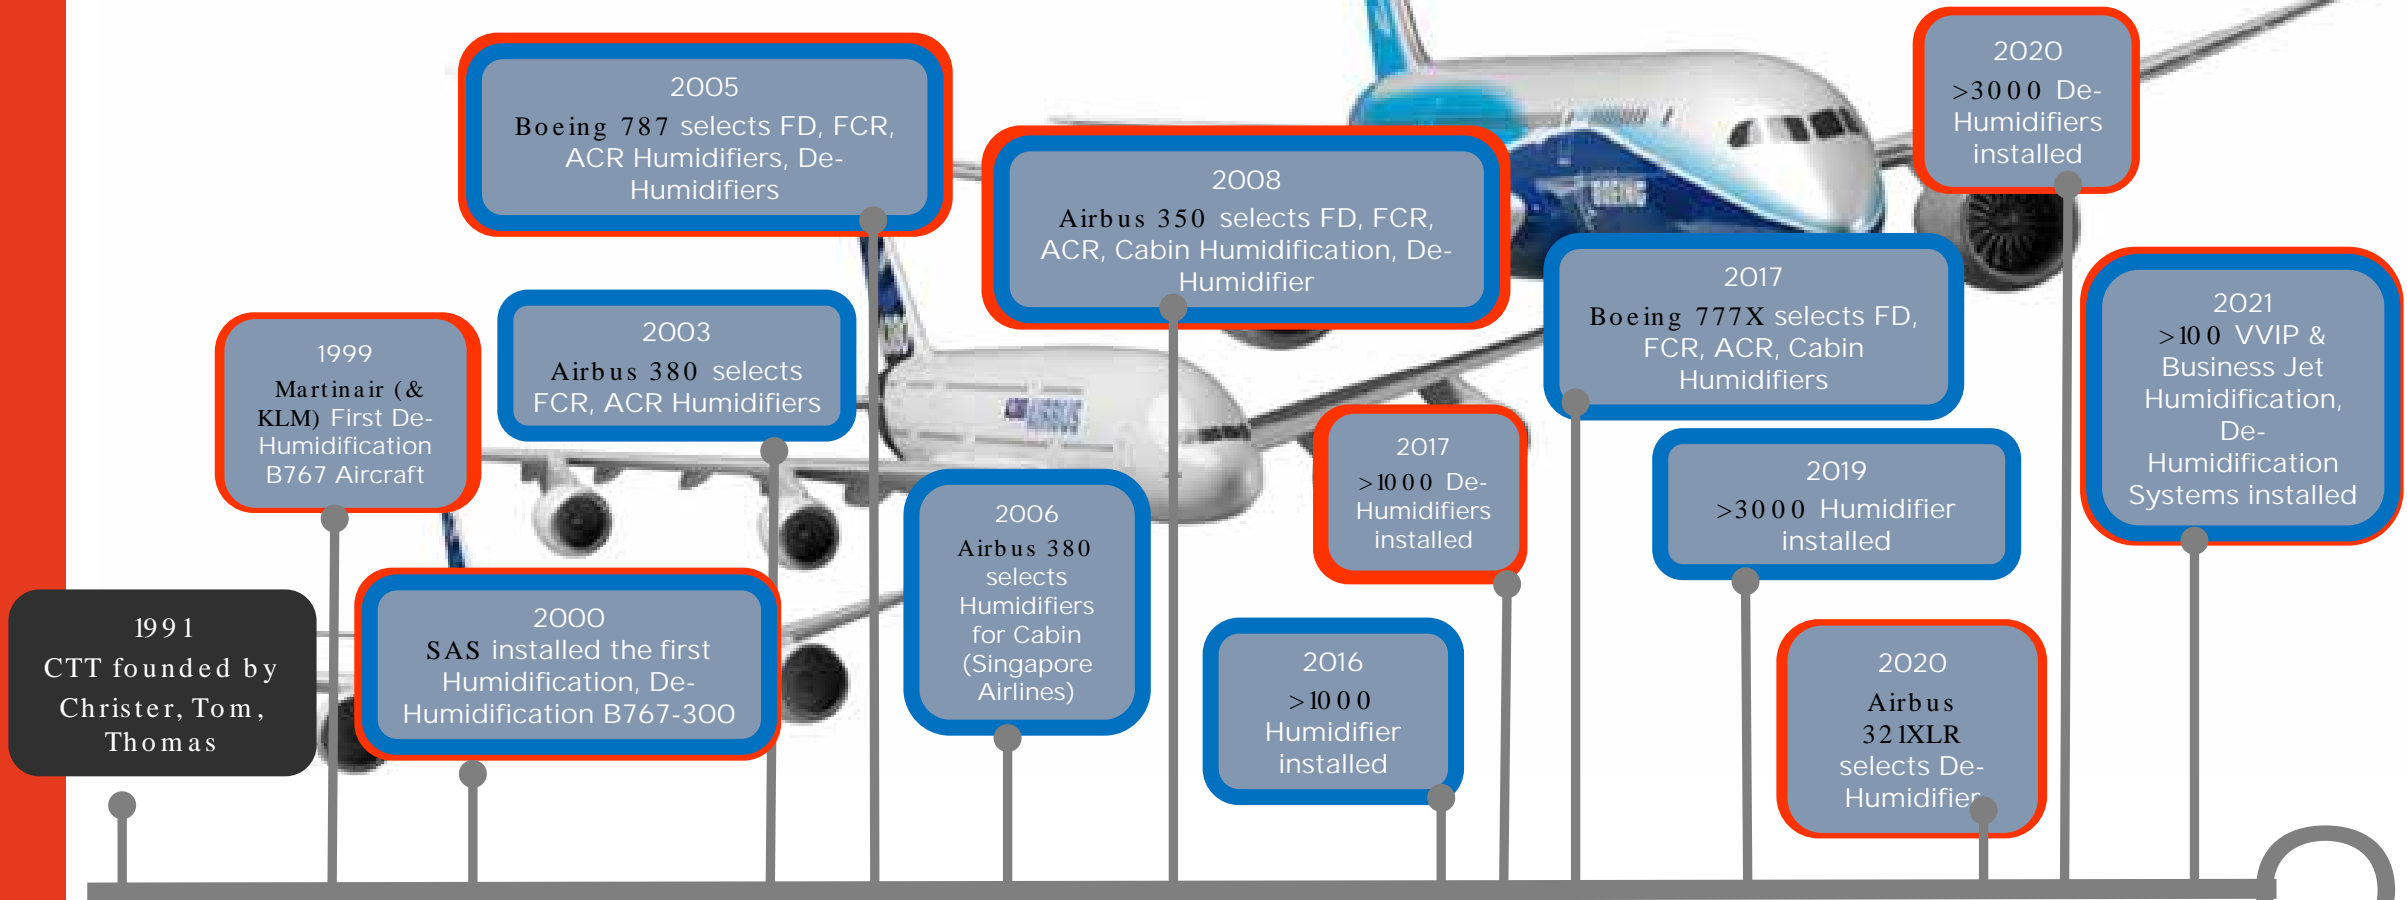 1991
CTT founded by
Christer, Tom,
Thomas
1999
Martinair (&
KLM) First De-
Humidification
B767 Aircraft
2000
SAS installed the first
Humidification, De-
Humidification B767-300
2003
Airbus 380 selects
FCR, ACR Humidifiers
2005
Boeing 787 selects FD, FCR,
ACR Humidifiers, De-
Humidifiers
2006
Airbus 380
selects
Humidifiers
for Cabin
(Singapore
Airlines)
2008
Airbus 350 selects FD, FCR,
ACR, Cabin Humidification, De-
Humidifier
2016
>1000
Humidifier
installed
2017
>1000 De-
Humidifiers
installed
2017
Boeing 777X selects FD,
FCR, ACR, Cabin
Humidifiers
2019
>3000 Humidifier
installed
2020
Airbus
321XLR
selects De-
Humidifier
2020
>3000 De-
Humidifiers
installed
2021
>100 VVIP &
Business Jet
Humidification,
De-
Humidification
Systems installed
AIRBUS